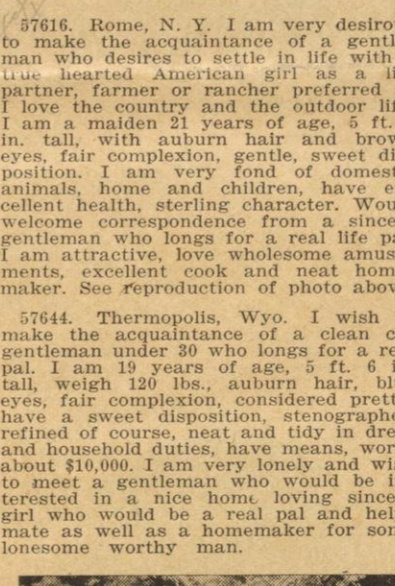 57616. Rome, N. Y. I am very desiro
to make the acquaintance of a gentl
man who desires to settle in life with
true hearted American girl as a li
partner, farmer or rancher preferred
I love the country and the outdoor lif
I am a maiden 21 years of age, 5 ft.
in. tall, with auburn hair and brow
eyes, fair complexion, gentle, sweet di
position. I am very fond of domest
animals, home and children, have e
cellent health, sterling character. Wou
welcome correspondence from a since
gentleman who longs for a real life pa
I am attractive, love wholesome amus
ments, excellent cook and neat hom
maker. See reproduction of photo abov
57644. Thermopolis, Wyo. I wish
make the acquaintance of a clean c
gentleman under 30 who longs for a re
pal. I am 19 years of age, 5 ft. 6 i
tall, weigh 120 lbs., auburn hair, bl
eyes, fair complexion, considered prett
have a sweet disposition, stenographe
refined of course, neat and tidy in dre
and household duties, have means, wor
about $10,000. I am very lonely and wi
to meet a gentleman who would be i
terested in a nice home loving since
girl who would be a real pal and hel
mate as well as a homemaker for som
lonesome worthy man.